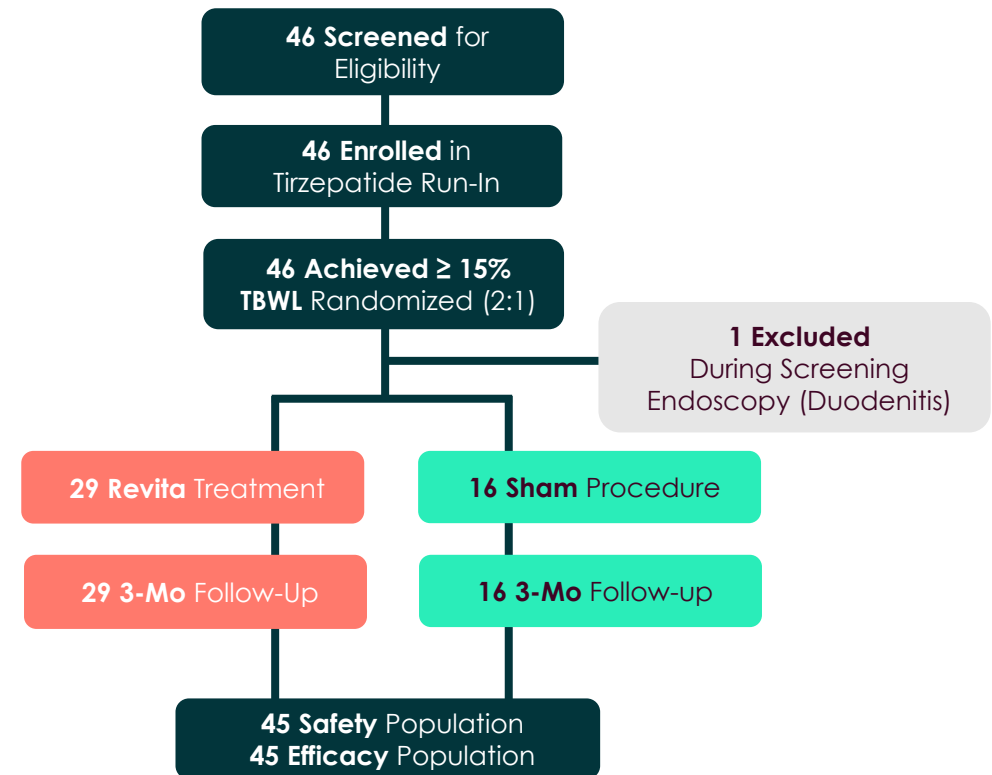 46 Screened for
Eligibility
46 Enrolled in
Tirzepatide Run-In
46 Achieved ≥ 15%
TBWL Randomized (2:1)
1 Excluded
During Screening
Endoscopy (Duodenitis)
29 Revita Treatment
16 Sham Procedure
29 3-Mo Follow-Up
16 3-Mo Follow-up
45 Safety Population
45 Efficacy Population